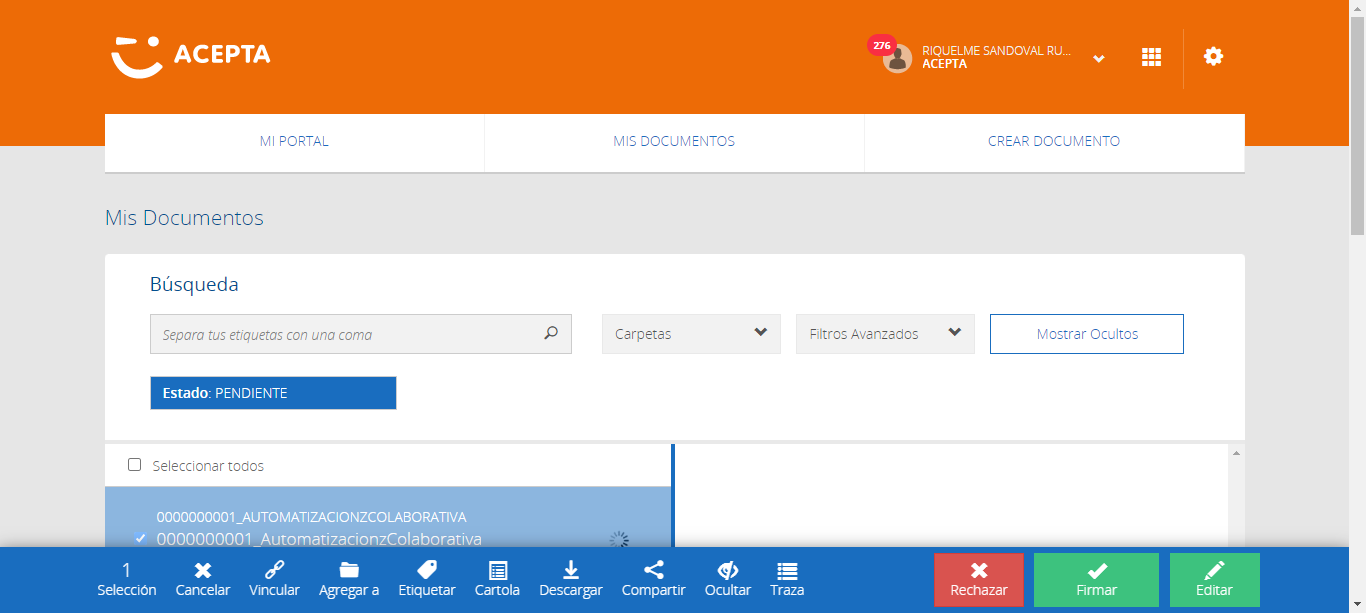 ACEPTA
276
RIQUELME SANDOVAL RU...
ACEPTA
MI PORTAL
MIS DOCUMENTOS
CREAR DOCUMENTO
Mis Documentos
Búsqueda
Separa tus etiquetas con una coma
Carpetas
Filtros Avanzados
Mostrar Ocultos
Estado: PENDIENTE
Seleccionar todos
0000000001_AUTOMATIZACIONZCOLABORATIVA
0000000001_AutomatizacionzColaborativa
1
Selección
Cancelar
Vincular
Agregar a
Etiquetar
Cartola
Descargar
Compartir
Ocultar
Traza
Rechazar
Firmar
Editar